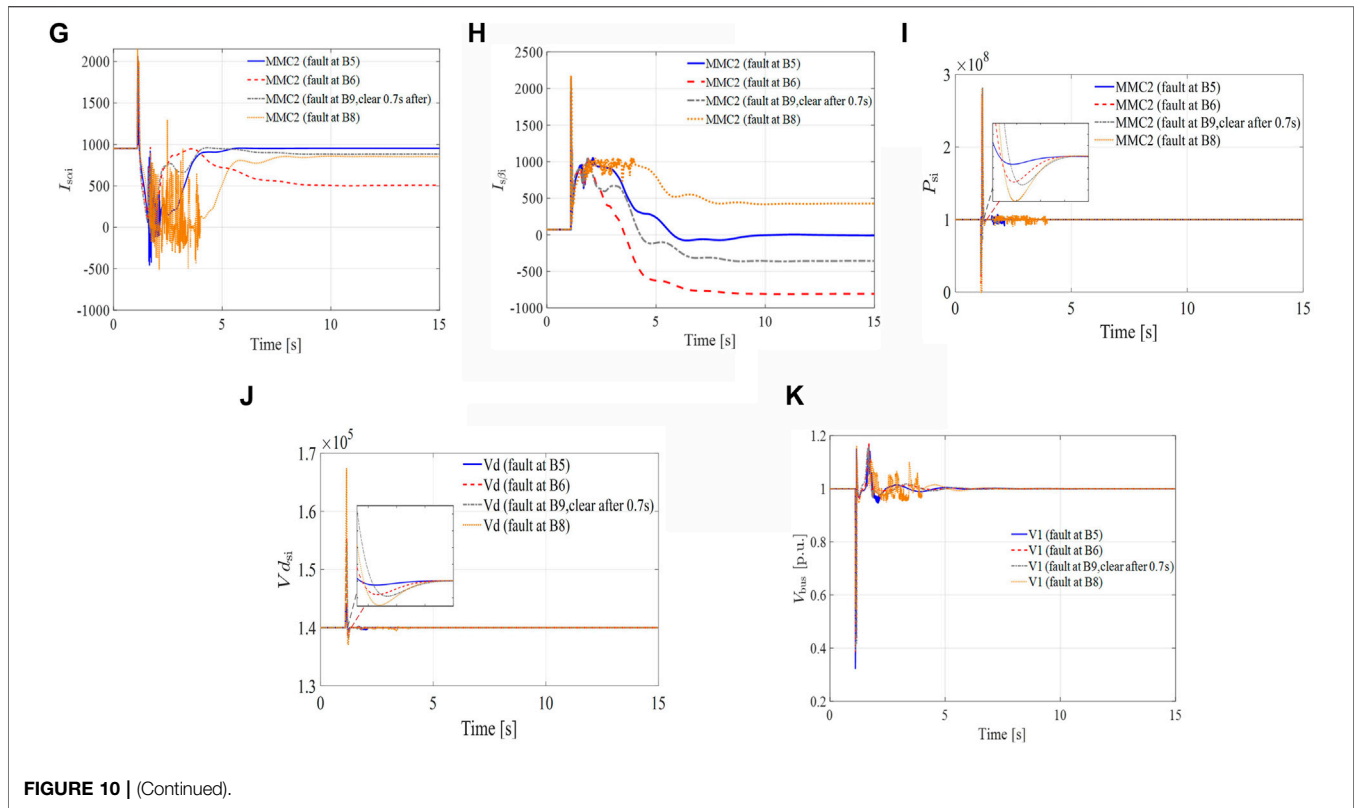 G
2000
1500
1000
500
0
-500
-1000
I_sαi
MMC2 (fault at B5)
MMC2 (fault at B6)
MMC2 (fault at B9,clear 0.7s after)
MMC2 (fault at B8)
0 5 10 15
Time [s]
H
2500
2000
1500
1000
500
0
-500
-1000
I_sβi
MMC2 (fault at B5)
MMC2 (fault at B6)
MMC2 (fault at B9,clear after 0.7s)
MMC2 (fault at B8)
0 5 10 15
Time [s]
I
×10^8
3
2
1
0
P_si
MMC2 (fault at B5)
MMC2 (fault at B6)
MMC2 (fault at B9,clear after 0.7s)
MMC2 (fault at B8)
0 5 10 15
Time [s]
J
×10^5
1.7
1.6
1.5
1.4
1.3
Vd_si
Vd (fault at B5)
Vd (fault at B6)
Vd (fault at B9,clear after 0.7s)
Vd (fault at B8)
0 5 10 15
Time [s]
K
1.2
1
0.8
0.6
0.4
0.2
V_bus [p.u.]
V1 (fault at B5)
V1 (fault at B6)
V1 (fault at B9,clear after 0.7s)
V1 (fault at B8)
0 5 10 15
Time [s]
FIGURE 10 | (Continued).